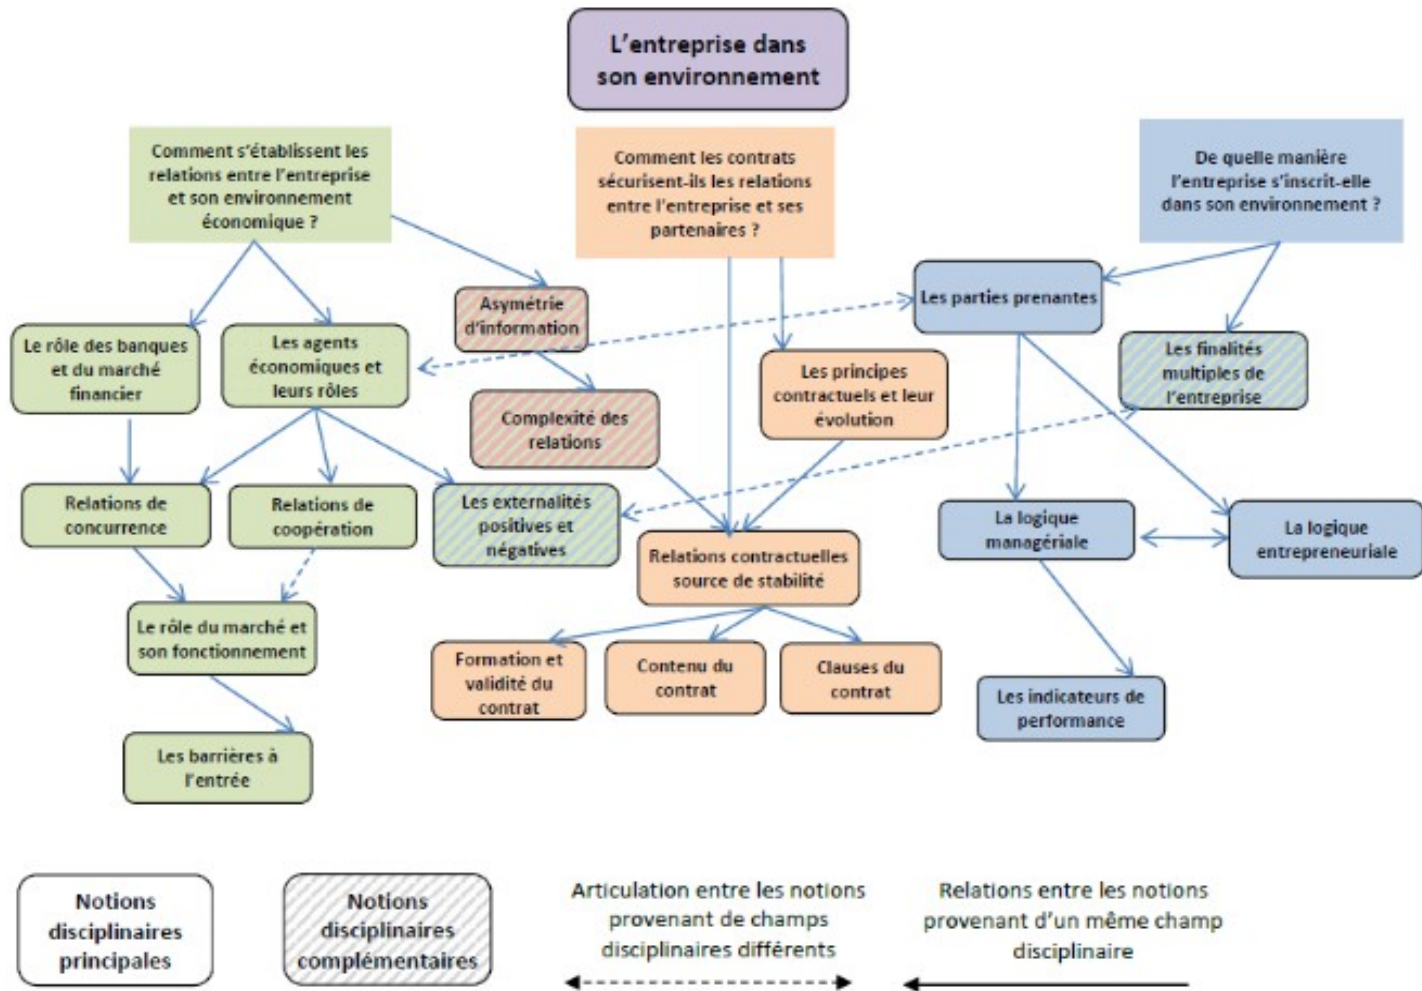 L'entreprise dans
son environnement
Comment s'établissent les
relations entre l'entreprise
et son environnement
économique ?
Comment les contrats
sécurisent-ils les relations
entre l'entreprise et ses
partenaires ?
De quelle manière
l'entreprise s'inscrit-elle
dans son environnement ?
Asymétrie
d'information
Les parties prenantes
Le rôle des banques
et du marché
financier
Les agents
économiques et
leurs rôles
Les principes
contractuels et leur
évolution
Les finalités
multiples de
l'entreprise
Complexité des
relations
Relations de
concurrence
Relations de
coopération
Les externalités
positives et
négatives
Relations contractuelles
source de stabilité
La logique
managériale
La logique
entrepreneuriale
Le rôle du marché et
son fonctionnement
Formation et
validité du
contrat
Contenu du
contrat
Clauses du
contrat
Les indicateurs de
performance
Les barrières à
l'entrée
Notions
disciplinaires
principales
Notions
disciplinaires
complémentaires
Articulation entre les notions
provenant de champs
disciplinaires différents
Relations entre les notions
provenant d'un même champ
disciplinaire